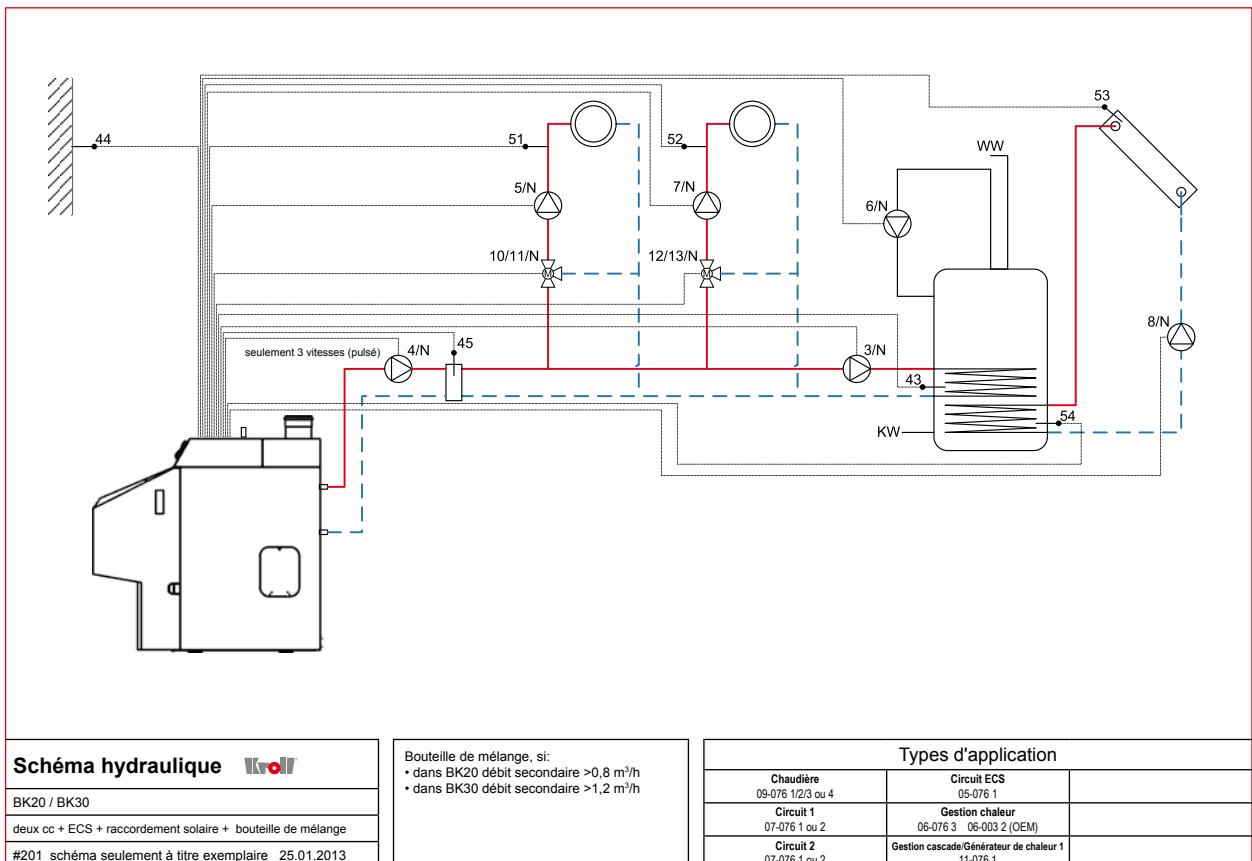 53
44
51
52
WW
5/N
7/N
6/N
10/11/N
12/13/N
M
M
8/N
seulement 3 vitesses (pulsé)
4/N
45
3/N
43
54
KW
Schéma hydraulique Kroll
BK20 / BK30
deux cc + ECS + raccordement solaire + bouteille de mélange
#201 schéma seulement à titre exemplaire 25.01.2013
Bouteille de mélange, si:
• dans BK20 débit secondaire >0,8 m³/h
• dans BK30 débit secondaire >1,2 m³/h
Types d'application
Chaudière
09-076 1/2/3 ou 4
Circuit ECS
05-076 1
Circuit 1
07-076 1 ou 2
Gestion chaleur
06-076 3 06-003 2 (OEM)
Circuit 2
07-076 1 ou 2
Gestion cascade/Générateur de chaleur 1
11-076 1